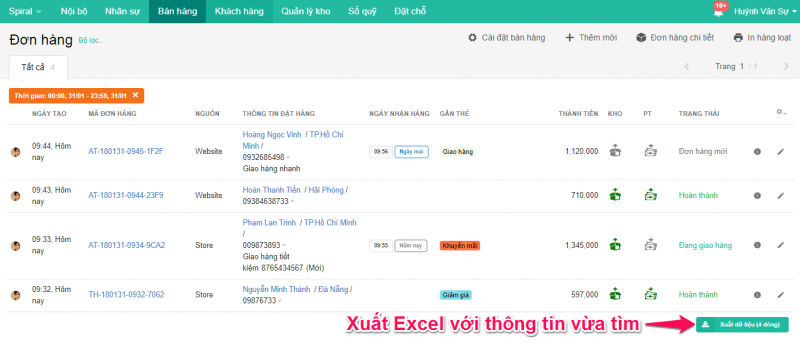 Spiral Nội bộ Nhân sự Bán hàng Khách hàng Quản lý kho Sổ quỹ Đặt chỗ 10+ Huỳnh Văn Sự
Đơn hàng Bộ lọc.. Cài đặt bán hàng Thêm mới Đơn hàng chi tiết In hàng loạt
Tất cả 4 Trang 1 / 1
Thời gian: 00:00, 31/01 - 23:59, 31/01 ×
NGÀY TẠO MÃ ĐƠN HÀNG NGUỒN THÔNG TIN ĐẶT HÀNG NGÀY NHẬN HÀNG GẮN THẺ THÀNH TIỀN KHO PT TRẠNG THÁI
09:44, Hôm nay
AT-180131-0945-1F2F
Website
Hoàng Ngọc Vinh / TP.Hồ Chí
Minh /
0932685498
Giao hàng nhanh
09:56 Ngày mai
Giao hàng
1,120,000
Đơn hàng mới
09:43, Hôm
nay
AT-180131-0944-23F9
Website
Hoàn Thanh Tiền / Hải Phòng /
09384638733
710,000
Hoàn thành
09:33, Hôm
nay
AT-180131-0934-9CA2
Store
Phạm Lan Trinh / TP.Hồ Chí Minh
/
009873893
Giao hàng tiết
kiệm 8765434567 (Mới)
09:55 Hôm nay
Khuyến mãi
1,345,000
Đang giao hàng
09:32, Hôm
nay
TH-180131-0932-7062
Store
Nguyễn Minh Thành / Đà Nẵng /
09876733
Giảm giá
597,000
Hoàn thành
Xuất Excel với thông tin vừa tìm
Xuất dữ liệu (4 dòng)